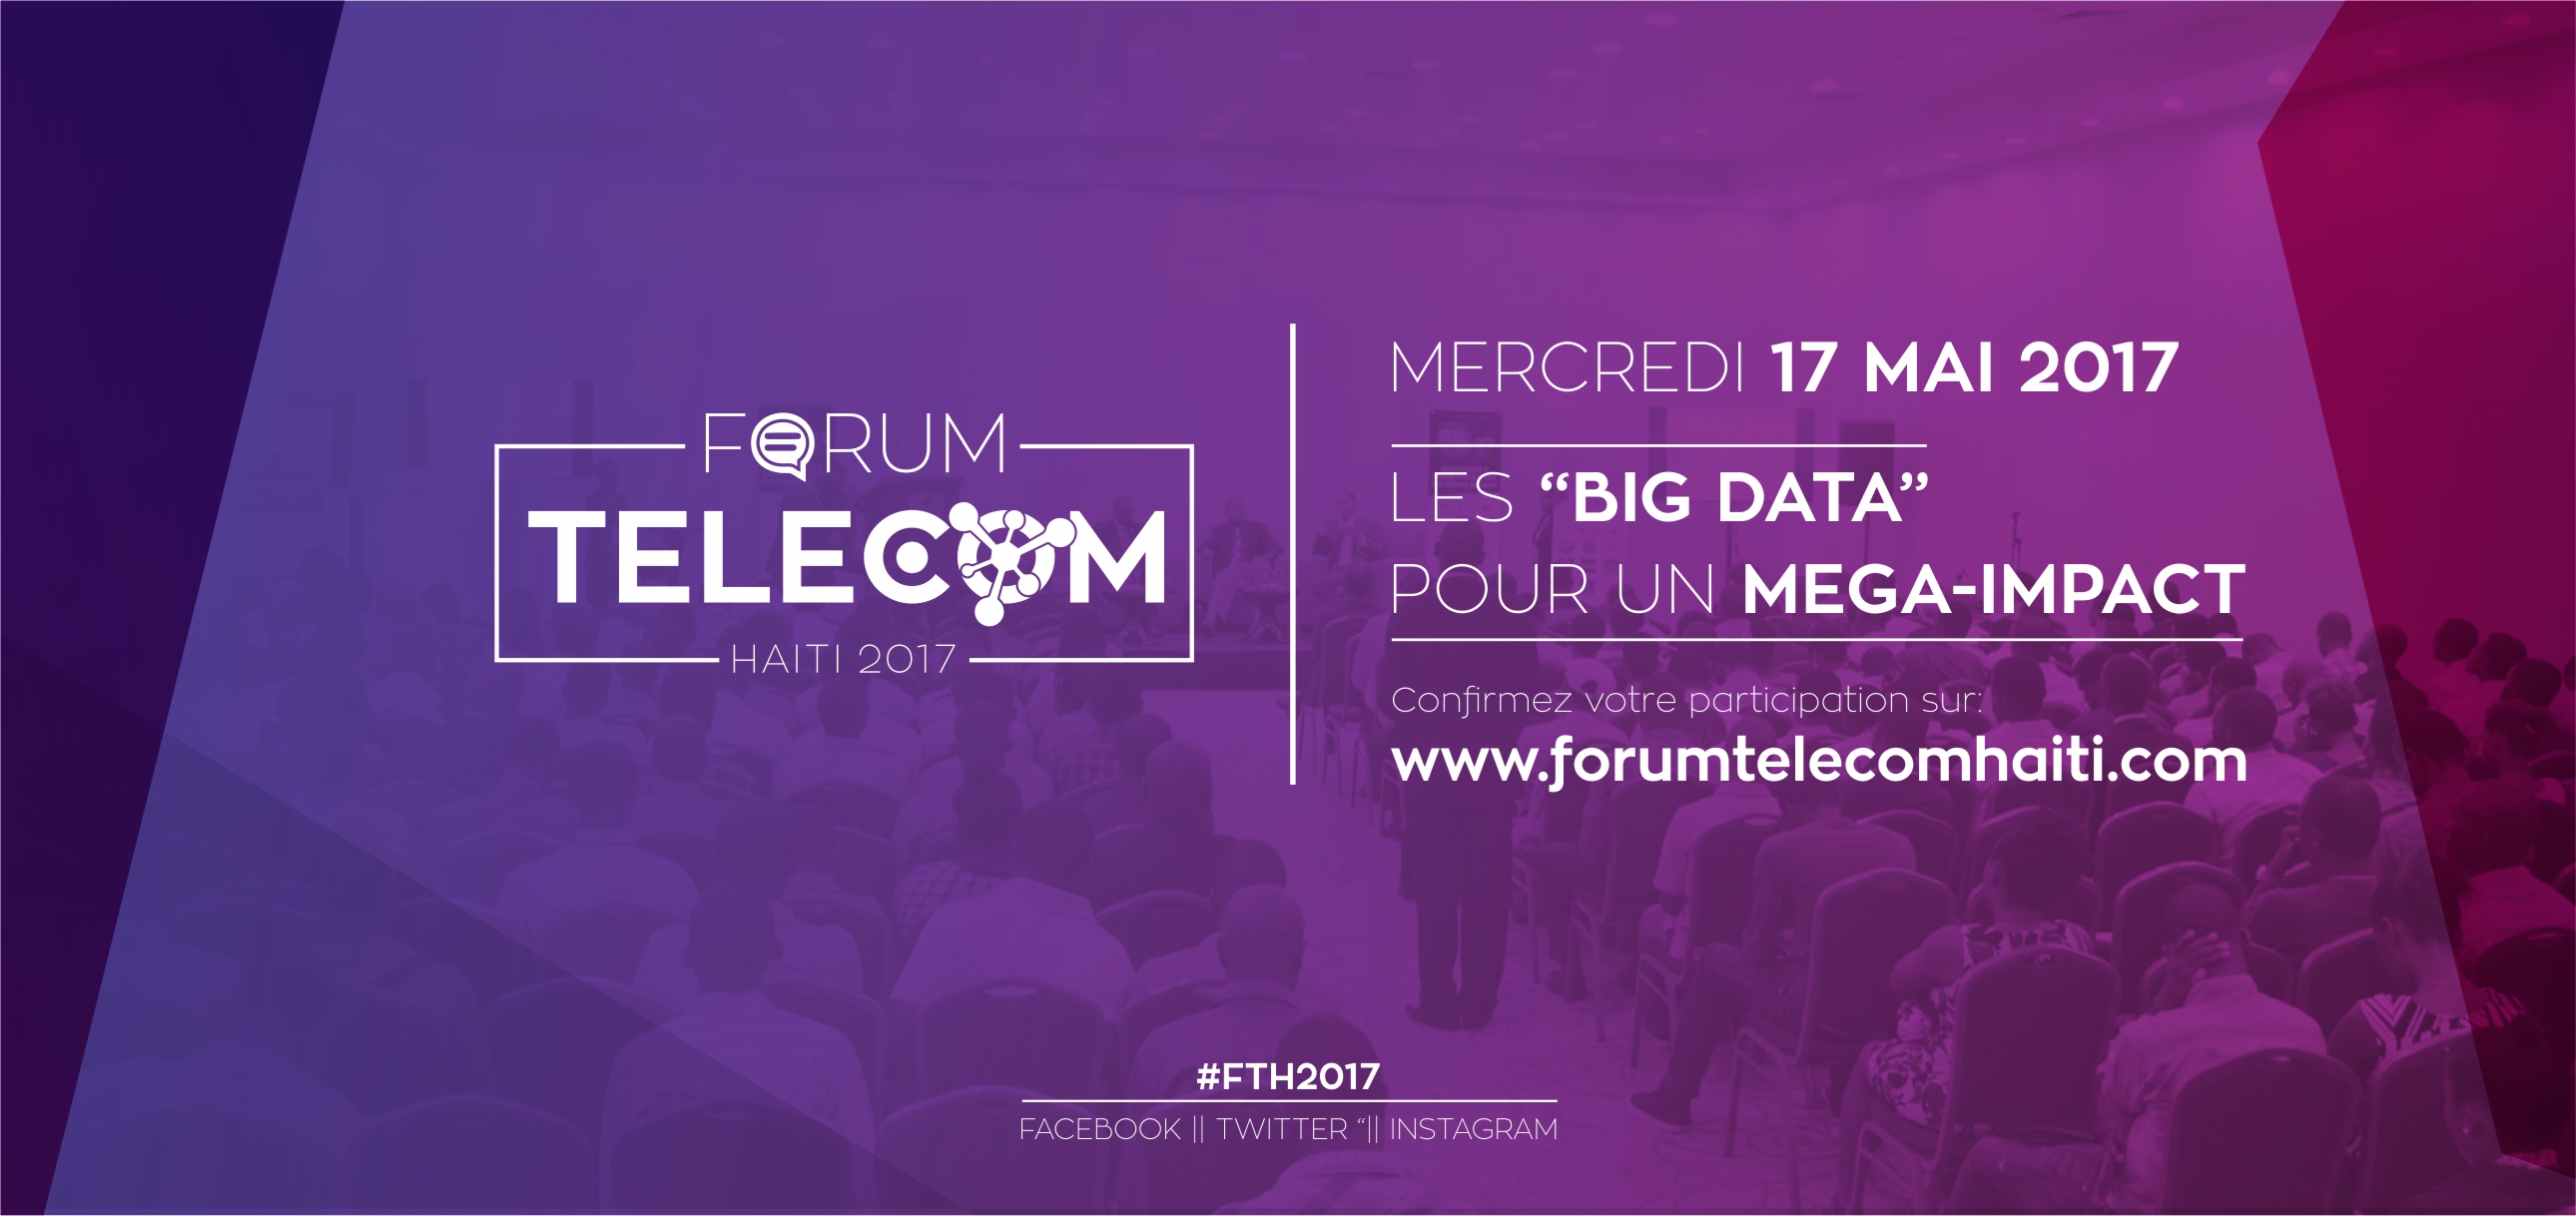 FORUM
TELECOM
HAITI 2017
MERCREDI 17 MAI 2017
LES “BIG DATA”
POUR UN MEGA-IMPACT
Confirmez votre participation sur:
www.forumtelecomhaiti.com
#FTH2017
FACEBOOK || TWITTER “|| INSTAGRAM